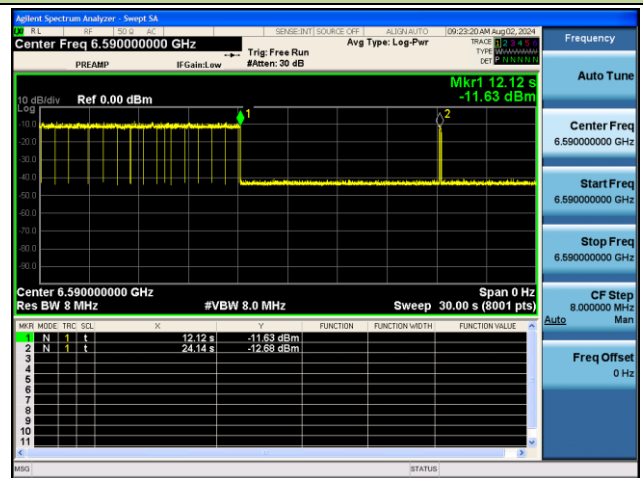 Agilent Spectrum Analyzer - Swept SA
RL RF 50 Ω AC SENSE:INT SOURCE OFF ALIGN AUTO 09:23:20 AM Aug 02, 2024
Center Freq 6.590000000 GHz Avg Type: Log-Pwr TRACE 1 2 3 4 5 6
Trig: Free Run TYPE
PREAMP IFGain:Low #Atten: 30 dB DET P N N N N N
Mkr1 12.12 s
10 dB/div Ref 0.00 dBm -11.63 dBm
Log
1 2
-10.0
-20.0
-30.0
-40.0
-50.0
-60.0
-80.0
-90.0
Center 6.590000000 GHz Span 0 Hz
Res BW 8 MHz #VBW 8.0 MHz Sweep 30.00 s (8001 pts)
MKR MODE TRC SCL X Y FUNCTION FUNCTION WIDTH FUNCTION VALUE
1 N 1 t 12.12 s -11.63 dBm
2 N 1 t 24.14 s -12.68 dBm
3
4
5
6
7
8
9
10
11
MSG STATUS
Frequency
Auto Tune
Center Freq
6.590000000 GHz
Start Freq
6.590000000 GHz
Stop Freq
6.590000000 GHz
CF Step
8.000000 MHz
Auto Man
Freq Offset
0 Hz